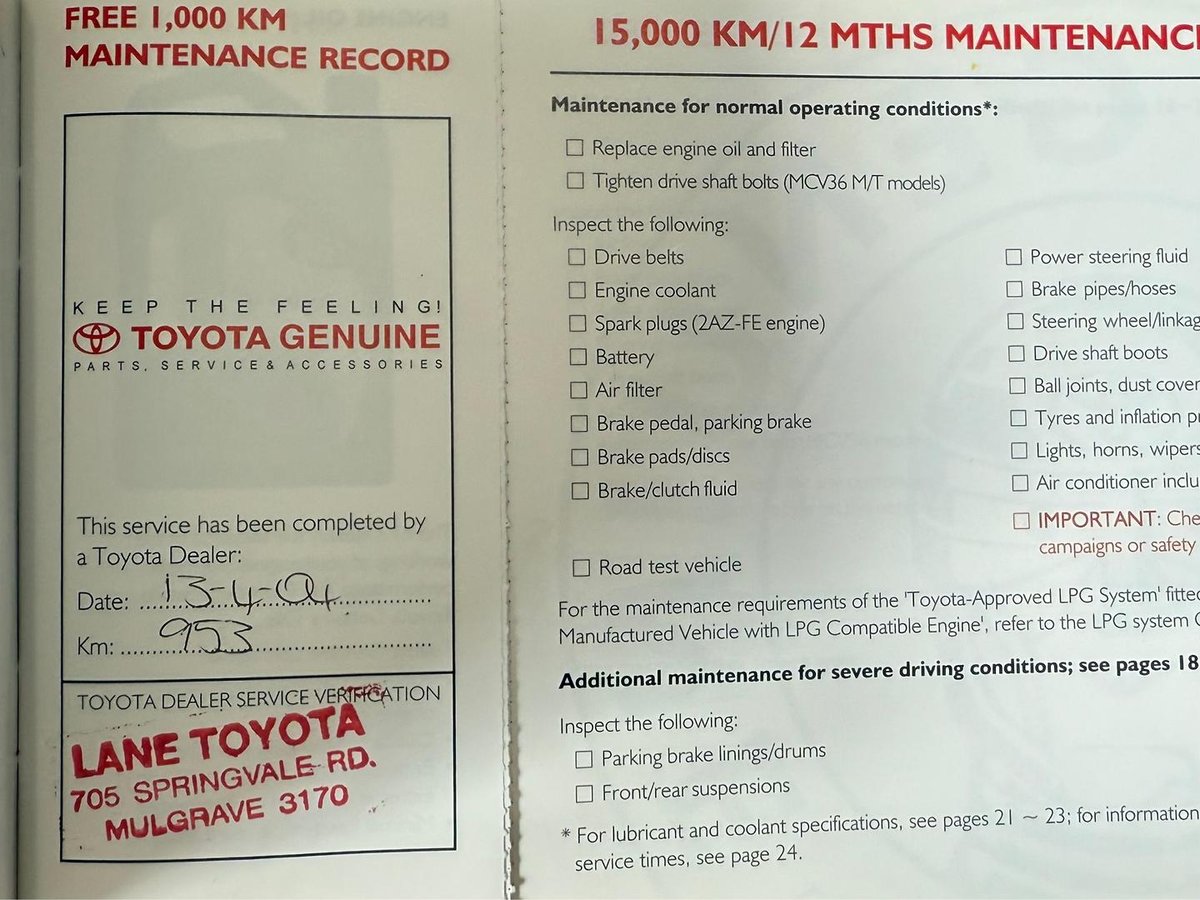 FREE 1,000 KM
MAINTENANCE RECORD
KEEP THE FEELING!
TOYOTA GENUINE
PARTS, SERVICE & ACCESSORIES
This service has been completed by
a Toyota Dealer:
Date: 13-4-04
Km: 953
TOYOTA DEALER SERVICE VERIFICATION
LANE TOYOTA
705 SPRINGVALE RD.
MULGRAVE 3170
15,000 KM/12 MTHS MAINTENANC
Maintenance for normal operating conditions*:
Replace engine oil and filter
Tighten drive shaft bolts (MCV36 M/T models)
Inspect the following:
Drive belts
Engine coolant
Spark plugs (2AZ-FE engine)
Battery
Air filter
Brake pedal, parking brake
Brake pads/discs
Brake/clutch fluid
Power steering fluid
Brake pipes/hoses
Steering wheel/linkag
Drive shaft boots
Ball joints, dust cover
Tyres and inflation p
Lights, horns, wipers
Air conditioner inclu
IMPORTANT: Che
campaigns or safety
Road test vehicle
For the maintenance requirements of the 'Toyota-Approved LPG System' fitted
Manufactured Vehicle with LPG Compatible Engine', refer to the LPG system
Additional maintenance for severe driving conditions; see pages 18
Inspect the following:
Parking brake linings/drums
Front/rear suspensions
* For lubricant and coolant specifications, see pages 21 ~ 23; for information
service times, see page 24.